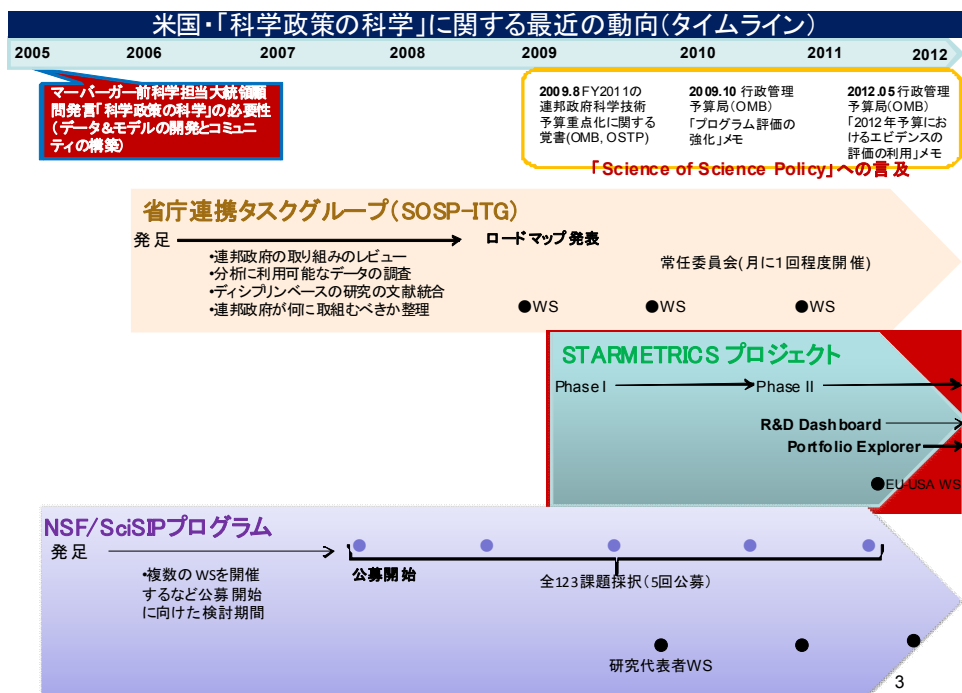 米国・「科学政策の科学」に関する最近の動向(タイムライン)
2005 2006 2007 2008 2009 2010 2011 2012
マーバーガー前科学担当大統領顧
問発言「科学政策の科学」の必要性
(データ&モデルの開発とコミュニ
ティの構築)
2009.8 FY2011の
連邦政府科学技術
予算重点化に関する
覚書(OMB, OSTP)
2009.10 行政管理
予算局(OMB)
「プログラム評価の
強化」メモ
2012.05 行政管理
予算局(OMB)
「2012年予算にお
けるエビデンスの
評価の利用」メモ
「Science of Science Policy」への言及
省庁連携タスクグループ(SOSP-ITG)
発足
ロードマップ発表
•連邦政府の取り組みのレビュー
•分析に利用可能なデータの調査
•ディシプリンベースの研究の文献統合
•連邦政府が何に取組むべきか整理
常任委員会(月に1回程度開催)
●WS ●WS ●WS
STARMETRICS プロジェクト
Phase I Phase II
R&D Dashboard
Portfolio Explorer
●EU-USA WS
NSF/SciSIPプログラム
発足
•複数のWSを開催
するなど公募開始
に向けた検討期間
公募開始
全123課題採択(5回公募)
研究代表者WS
3